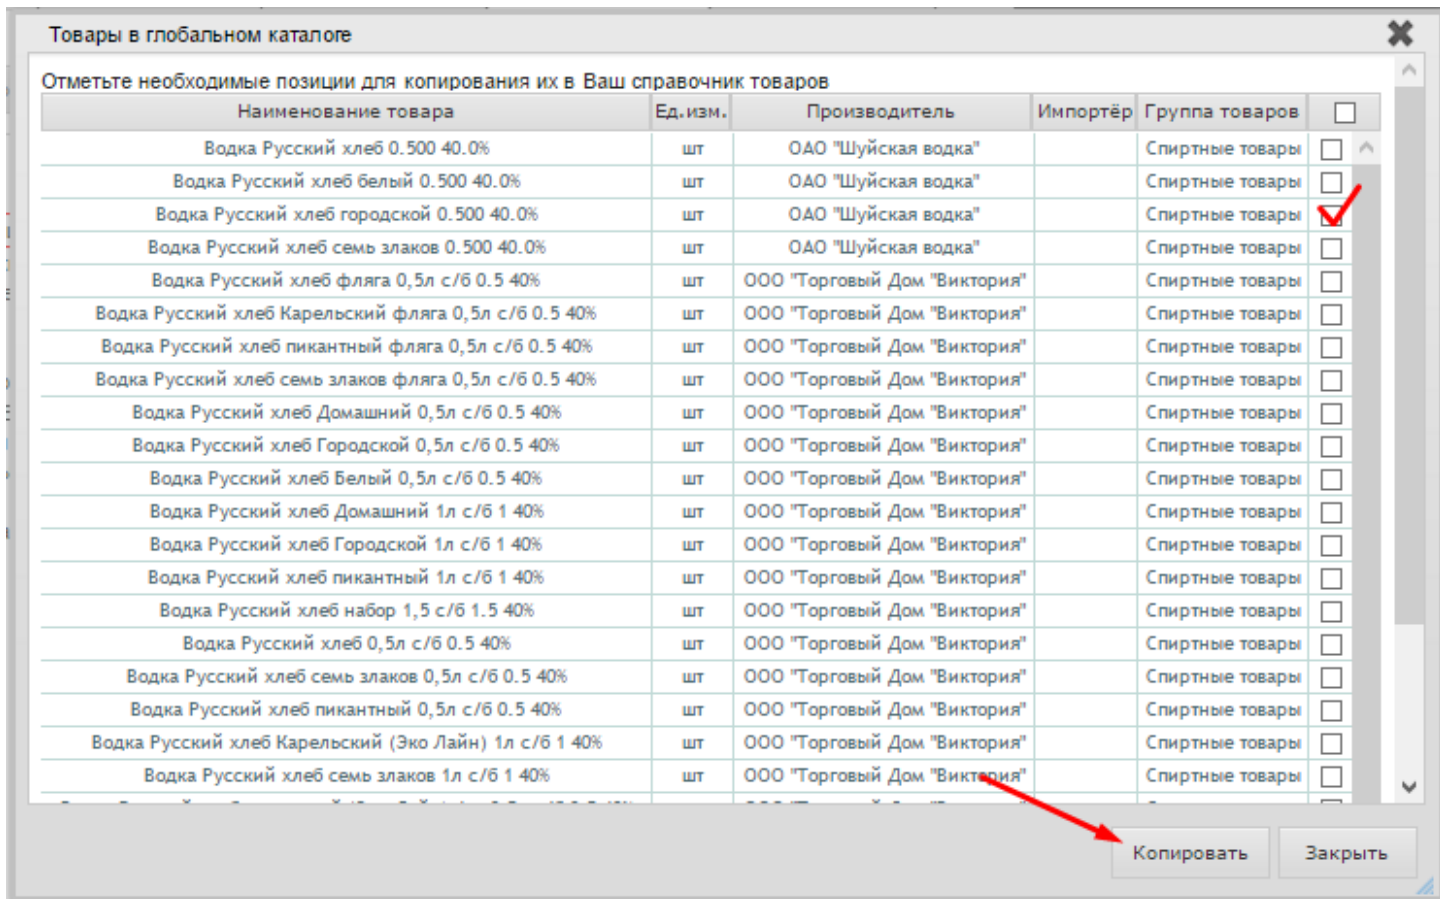 Товары в глобальном каталоге
Отметьте необходимые позиции для копирования их в Ваш справочник товаров
Наименование товара Ед.изм. Производитель Импортёр Группа товаров
Водка Русский хлеб 0.500 40.0% шт ОАО "Шуйская водка" Спиртные товары
Водка Русский хлеб белый 0.500 40.0% шт ОАО "Шуйская водка" Спиртные товары
Водка Русский хлеб городской 0.500 40.0% шт ОАО "Шуйская водка" Спиртные товары
Водка Русский хлеб семь злаков 0.500 40.0% шт ОАО "Шуйская водка" Спиртные товары
Водка Русский хлеб фляга 0,5л с/б 0.5 40% шт ООО "Торговый Дом "Виктория" Спиртные товары
Водка Русский хлеб Карельский фляга 0,5л с/б 0.5 40% шт ООО "Торговый Дом "Виктория" Спиртные товары
Водка Русский хлеб пикантный фляга 0,5л с/б 0.5 40% шт ООО "Торговый Дом "Виктория" Спиртные товары
Водка Русский хлеб семь злаков фляга 0,5л с/б 0.5 40% шт ООО "Торговый Дом "Виктория" Спиртные товары
Водка Русский хлеб Домашний 0,5л с/б 0.5 40% шт ООО "Торговый Дом "Виктория" Спиртные товары
Водка Русский хлеб Городской 0,5л с/б 0.5 40% шт ООО "Торговый Дом "Виктория" Спиртные товары
Водка Русский хлеб Белый 0,5л с/б 0.5 40% шт ООО "Торговый Дом "Виктория" Спиртные товары
Водка Русский хлеб Домашний 1л с/б 1 40% шт ООО "Торговый Дом "Виктория" Спиртные товары
Водка Русский хлеб Городской 1л с/б 1 40% шт ООО "Торговый Дом "Виктория" Спиртные товары
Водка Русский хлеб пикантный 1л с/б 1 40% шт ООО "Торговый Дом "Виктория" Спиртные товары
Водка Русский хлеб набор 1,5 с/б 1.5 40% шт ООО "Торговый Дом "Виктория" Спиртные товары
Водка Русский хлеб 0,5л с/б 0.5 40% шт ООО "Торговый Дом "Виктория" Спиртные товары
Водка Русский хлеб семь злаков 0,5л с/б 0.5 40% шт ООО "Торговый Дом "Виктория" Спиртные товары
Водка Русский хлеб пикантный 0,5л с/б 0.5 40% шт ООО "Торговый Дом "Виктория" Спиртные товары
Водка Русский хлеб Карельский (Эко Лайн) 1л с/б 1 40% шт ООО "Торговый Дом "Виктория" Спиртные товары
Водка Русский хлеб семь злаков 1л с/б 1 40% шт ООО "Торговый Дом "Виктория" Спиртные товары
Копировать Закрыть